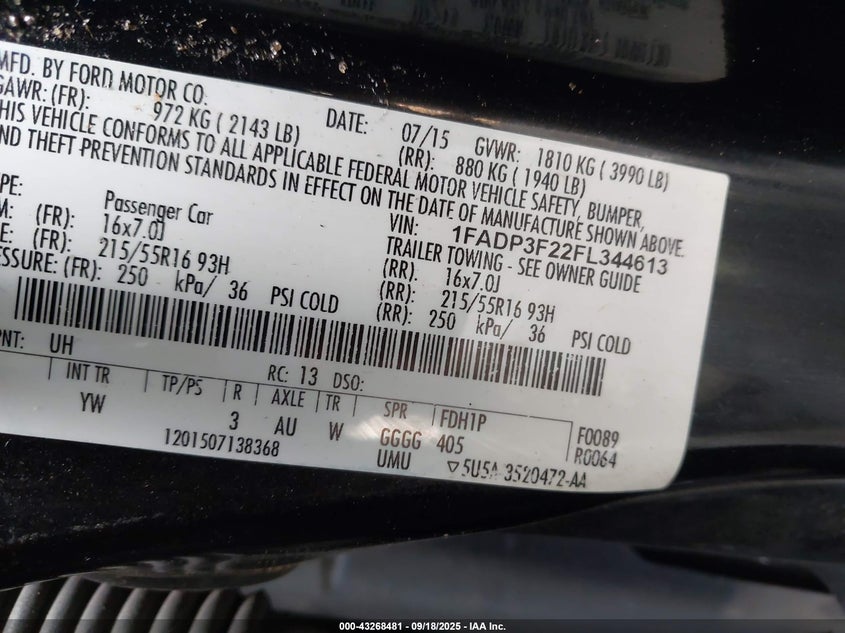 MFD. BY FORD MOTOR CO.
DATE: 07/15 GVWR: 1810 KG ( 3990 LB)
GAWR: (FR): 972 KG ( 2143 LB) (RR): 880 KG ( 1940 LB)
THIS VEHICLE CONFORMS TO ALL APPLICABLE FEDERAL MOTOR VEHICLE SAFETY, BUMPER,
AND THEFT PREVENTION STANDARDS IN EFFECT ON THE DATE OF MANUFACTURE SHOWN ABOVE.
VIN: 1FADP3F22FL344613
YPE: Passenger Car TRAILER TOWING - SEE OWNER GUIDE
M: (FR): 16x7.0J (RR): 16x7.0J
(FR): 215/55R16 93H (RR): 215/55R16 93H
SSURE: (FR): 250 kPa/ 36 PSI COLD (RR): 250 kPa/ 36 PSI COLD
PNT: UH RC: 13 DSO:
INT TR TP/PS R AXLE TR SPR FDH1P F0089
YW 3 AU W GGGG 405 R0064
1201507138368 UMU ▽5U5A-3520472-AA
000-43268481 - 09/18/2025 - IAA Inc.